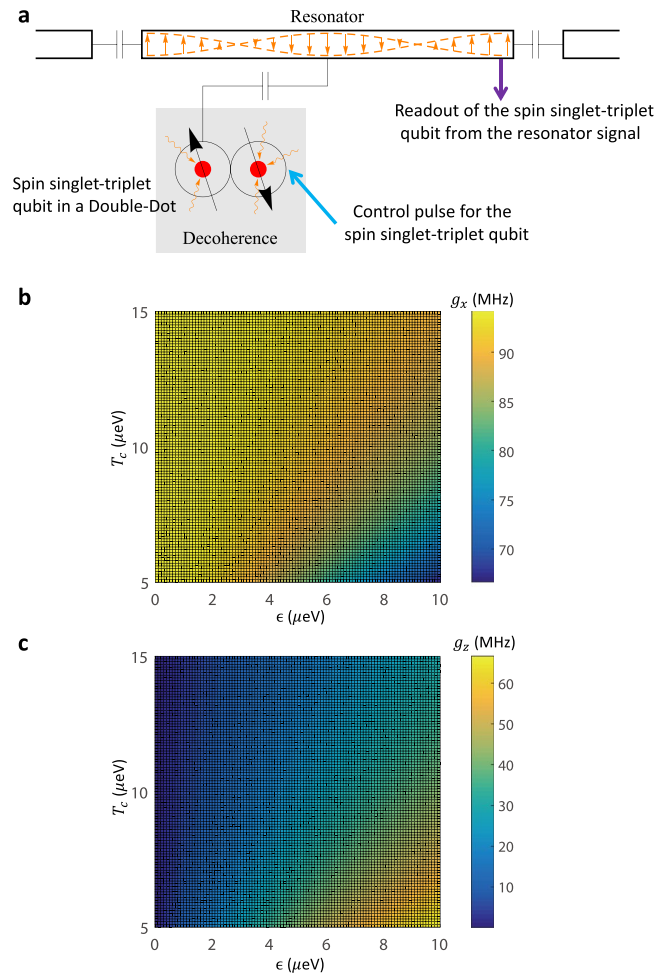 a
Resonator
Readout of the spin singlet-triplet
qubit from the resonator signal
Spin singlet-triplet
qubit in a Double-Dot
Control pulse for the
spin singlet-triplet qubit
Decoherence
b
g_x (MHz)
15
10
5
T_c (μeV)
0 2 4 6 8 10
ϵ (μeV)
90
85
80
75
70
c
g_z (MHz)
15
10
5
T_c (μeV)
0 2 4 6 8 10
ϵ (μeV)
60
50
40
30
20
10